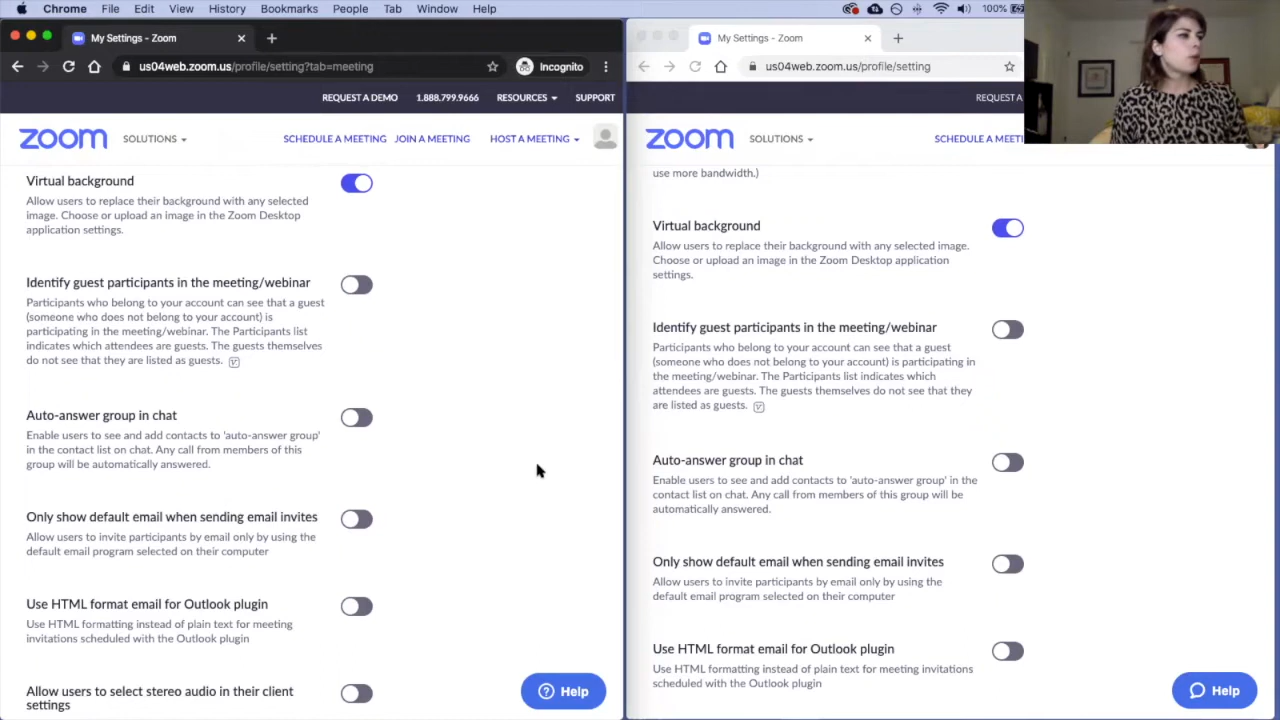 Chrome File Edit View History Bookmarks People Tab Window Help 100%
My Settings - Zoom
us04web.zoom.us/profile/setting?tab=meeting Incognito
REQUEST A DEMO 1.888.799.9666 RESOURCES SUPPORT
zoom SOLUTIONS SCHEDULE A MEETING JOIN A MEETING HOST A MEETING
Virtual background
Allow users to replace their background with any selected
image. Choose or upload an image in the Zoom Desktop
application settings.
Identify guest participants in the meeting/webinar
Participants who belong to your account can see that a guest
(someone who does not belong to your account) is
participating in the meeting/webinar. The Participants list
indicates which attendees are guests. The guests themselves
do not see that they are listed as guests.
Auto-answer group in chat
Enable users to see and add contacts to 'auto-answer group'
in the contact list on chat. Any call from members of this
group will be automatically answered.
Only show default email when sending email invites
Allow users to invite participants by email only by using the
default email program selected on their computer
Use HTML format email for Outlook plugin
Use HTML formatting instead of plain text for meeting
invitations scheduled with the Outlook plugin
Allow users to select stereo audio in their client
settings
Help
My Settings - Zoom
us04web.zoom.us/profile/setting
REQUEST A
zoom SOLUTIONS SCHEDULE A MEETI
use more bandwidth.)
Virtual background
Allow users to replace their background with any selected image.
Choose or upload an image in the Zoom Desktop application
settings.
Identify guest participants in the meeting/webinar
Participants who belong to your account can see that a guest
(someone who does not belong to your account) is participating in
the meeting/webinar. The Participants list indicates which
attendees are guests. The guests themselves do not see that they
are listed as guests.
Auto-answer group in chat
Enable users to see and add contacts to 'auto-answer group' in the
contact list on chat. Any call from members of this group will be
automatically answered.
Only show default email when sending email invites
Allow users to invite participants by email only by using the
default email program selected on their computer
Use HTML format email for Outlook plugin
Use HTML formatting instead of plain text for meeting invitations
scheduled with the Outlook plugin
Help